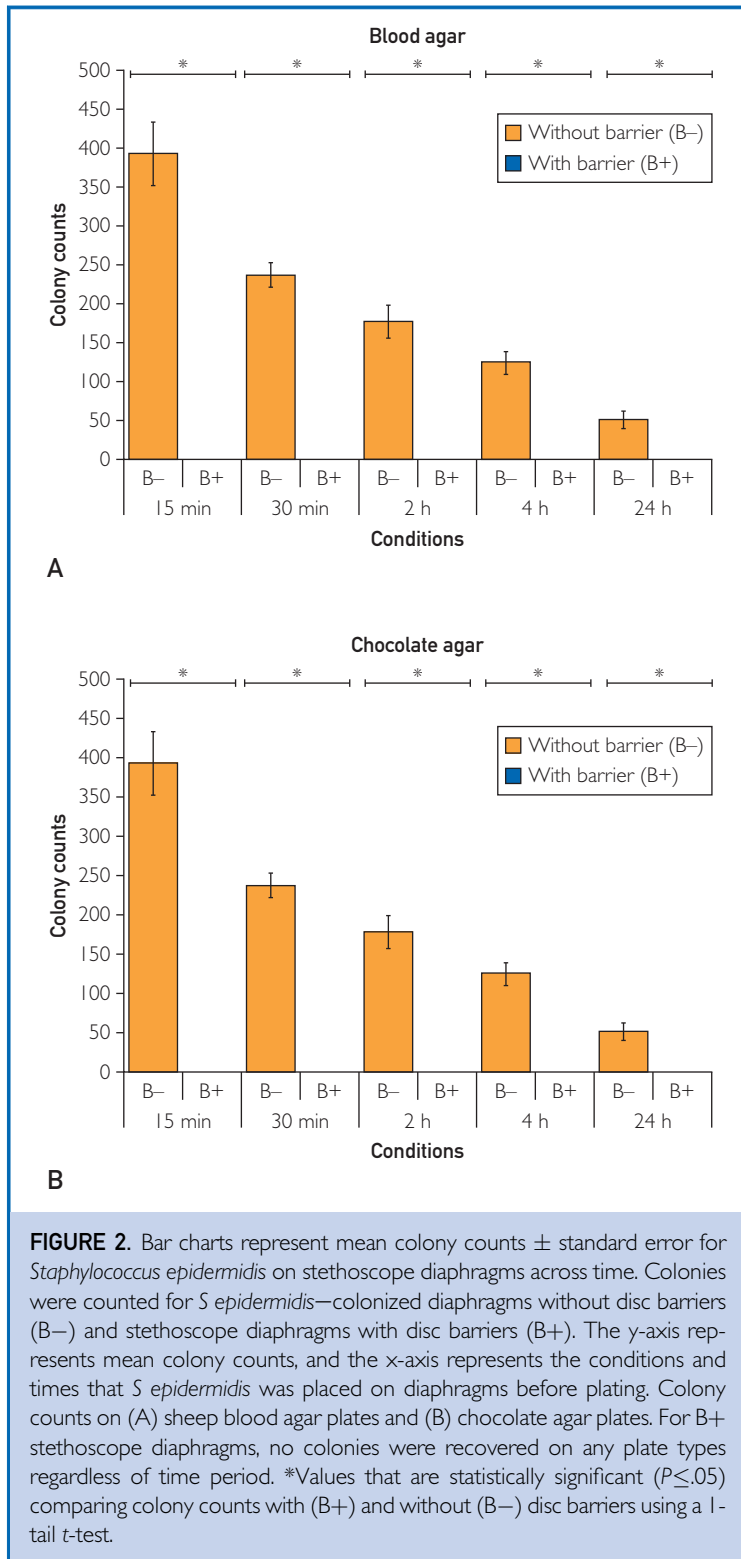 Blood agar
* * * * *
500
450
400
350
300
250
200
150
100
50
0
Colony counts
Without barrier (B–)
With barrier (B+)
B– B+ B– B+ B– B+ B– B+ B– B+
15 min 30 min 2 h 4 h 24 h
Conditions
A
Chocolate agar
* * * * *
500
450
400
350
300
250
200
150
100
50
0
Colony counts
Without barrier (B–)
With barrier (B+)
B– B+ B– B+ B– B+ B– B+ B– B+
15 min 30 min 2 h 4 h 24 h
Conditions
B
FIGURE 2. Bar charts represent mean colony counts ± standard error for
Staphylococcus epidermidis on stethoscope diaphragms across time. Colonies
were counted for S epidermidis–colonized diaphragms without disc barriers
(B–) and stethoscope diaphragms with disc barriers (B+). The y-axis rep-
resents mean colony counts, and the x-axis represents the conditions and
times that S epidermidis was placed on diaphragms before plating. Colony
counts on (A) sheep blood agar plates and (B) chocolate agar plates. For B+
stethoscope diaphragms, no colonies were recovered on any plate types
regardless of time period. *Values that are statistically significant (P≤.05)
comparing colony counts with (B+) and without (B–) disc barriers using a 1-
tail t-test.